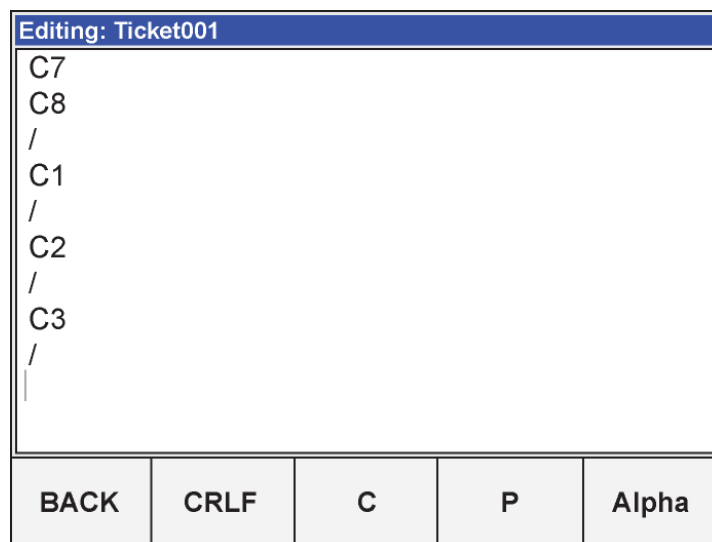 Editing: Ticket001
C7
C8
/
C1
/
C2
/
C3
/
BACK CRLF C P Alpha